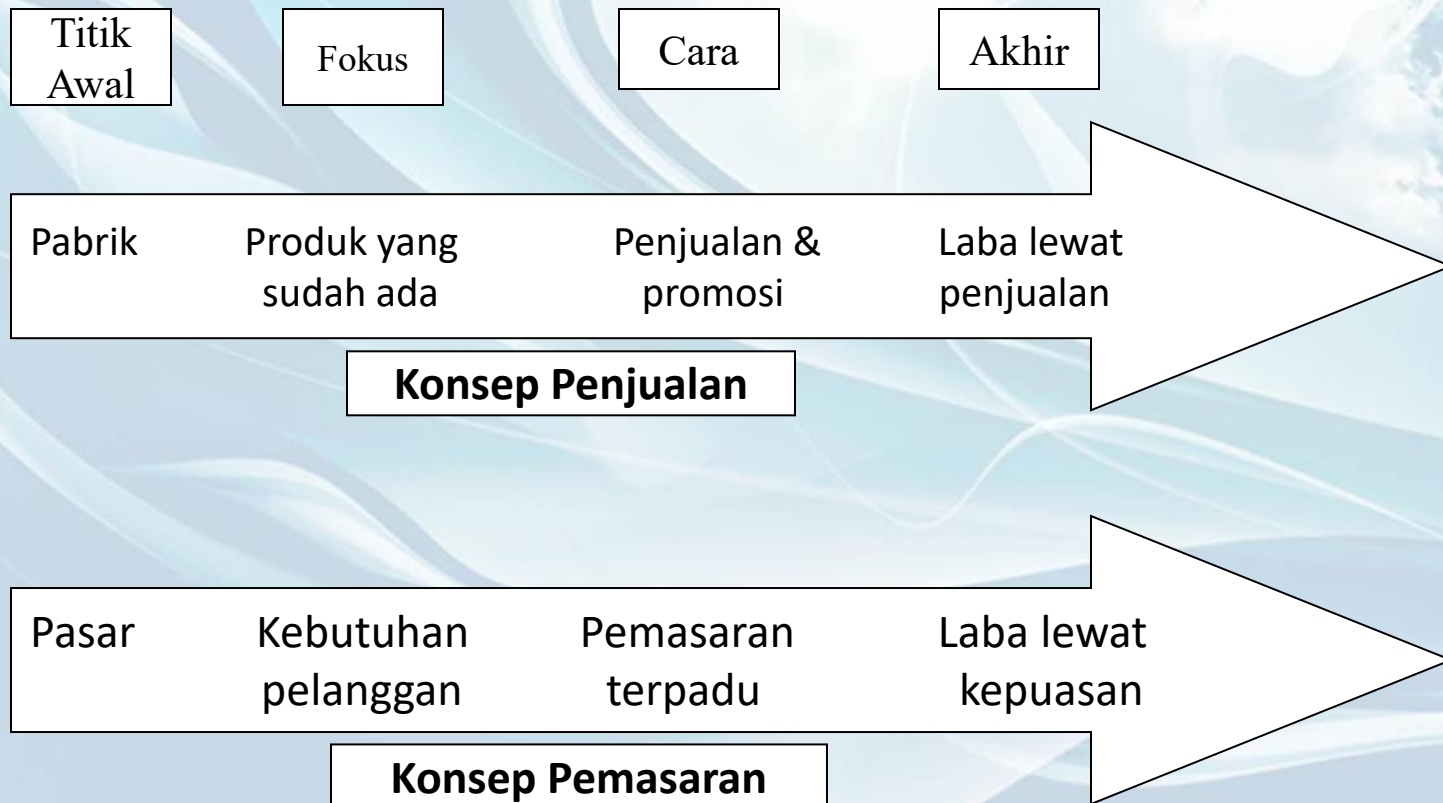 Titik
Awal
Fokus
Cara
Akhir
Pabrik
Produk yang
sudah ada
Penjualan &
promosi
Laba lewat
penjualan
Konsep Penjualan
Pasar
Kebutuhan
pelanggan
Pemasaran
terpadu
Laba lewat
kepuasan
Konsep Pemasaran